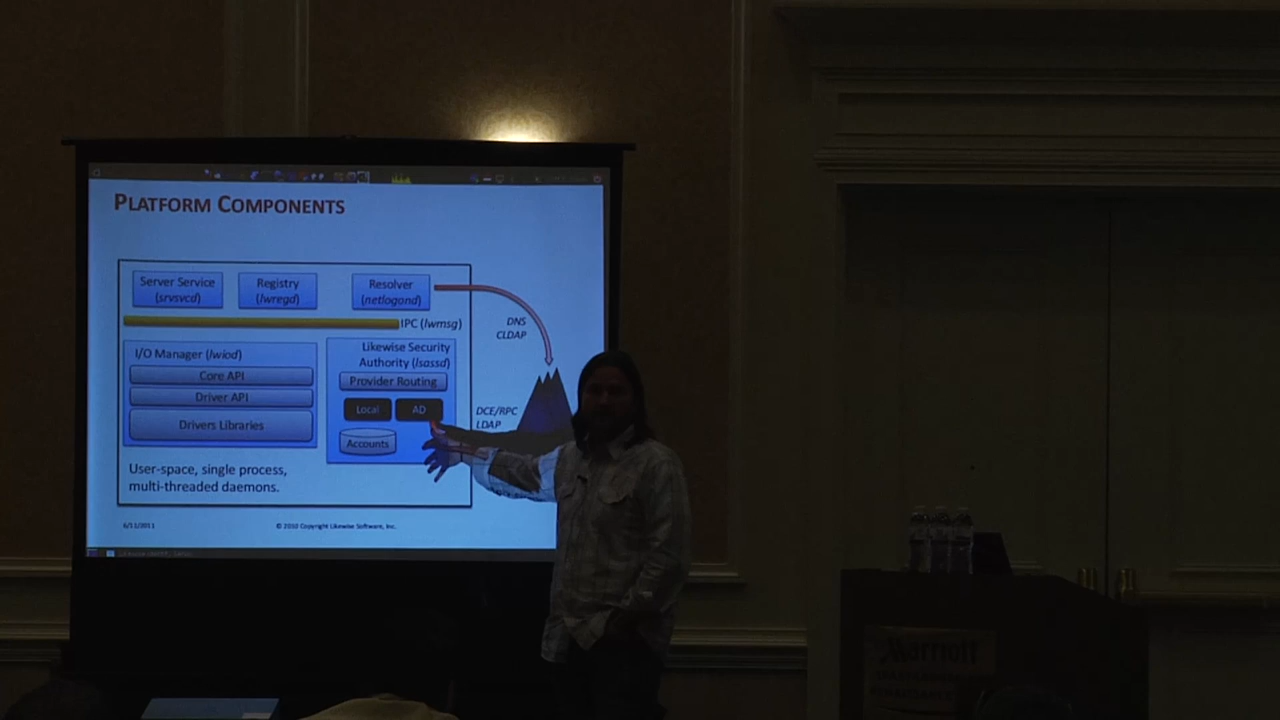 PLATFORM COMPONENTS
Server Service
(srvsvcd)
Registry
(lwregd)
Resolver
(netlogond)
IPC (lwmsg)
DNS
CLDAP
I/O Manager (lwiod)
Core API
Driver API
Drivers Libraries
Likewise Security
Authority (lsassd)
Provider Routing
Local
AD
Accounts
DCE/RPC
LDAP
User-space, single process,
multi-threaded daemons.
6/11/2011
© 2010 Copyright Likewise Software, Inc.
Marriott